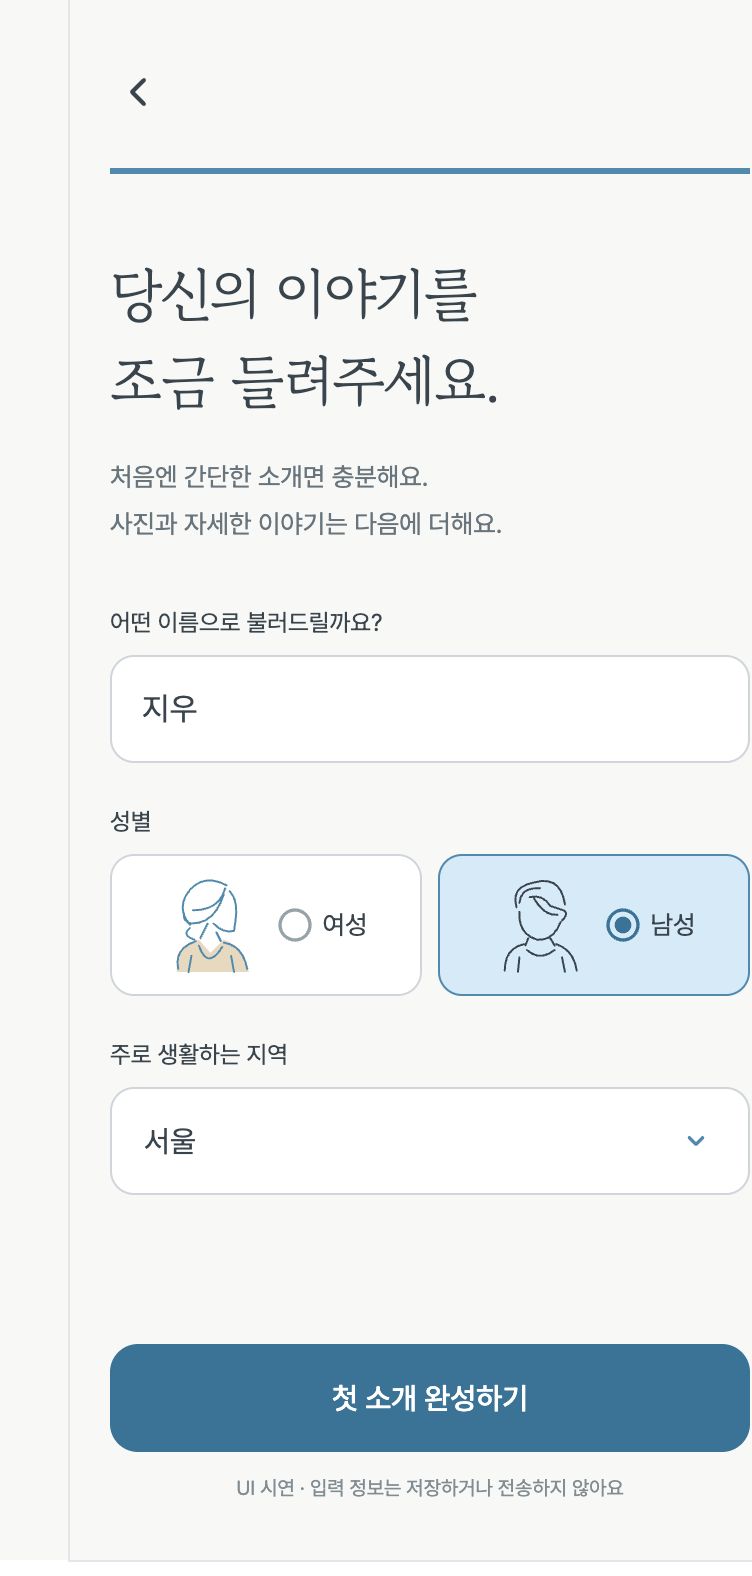 당신의 이야기를
조금 들려주세요.
처음엔 간단한 소개면 충분해요.
사진과 자세한 이야기는 다음에 더해요.
어떤 이름으로 불러드릴까요?
지우
성별
여성
남성
주로 생활하는 지역
서울
첫 소개 완성하기
UI 시연 · 입력 정보는 저장하거나 전송하지 않아요